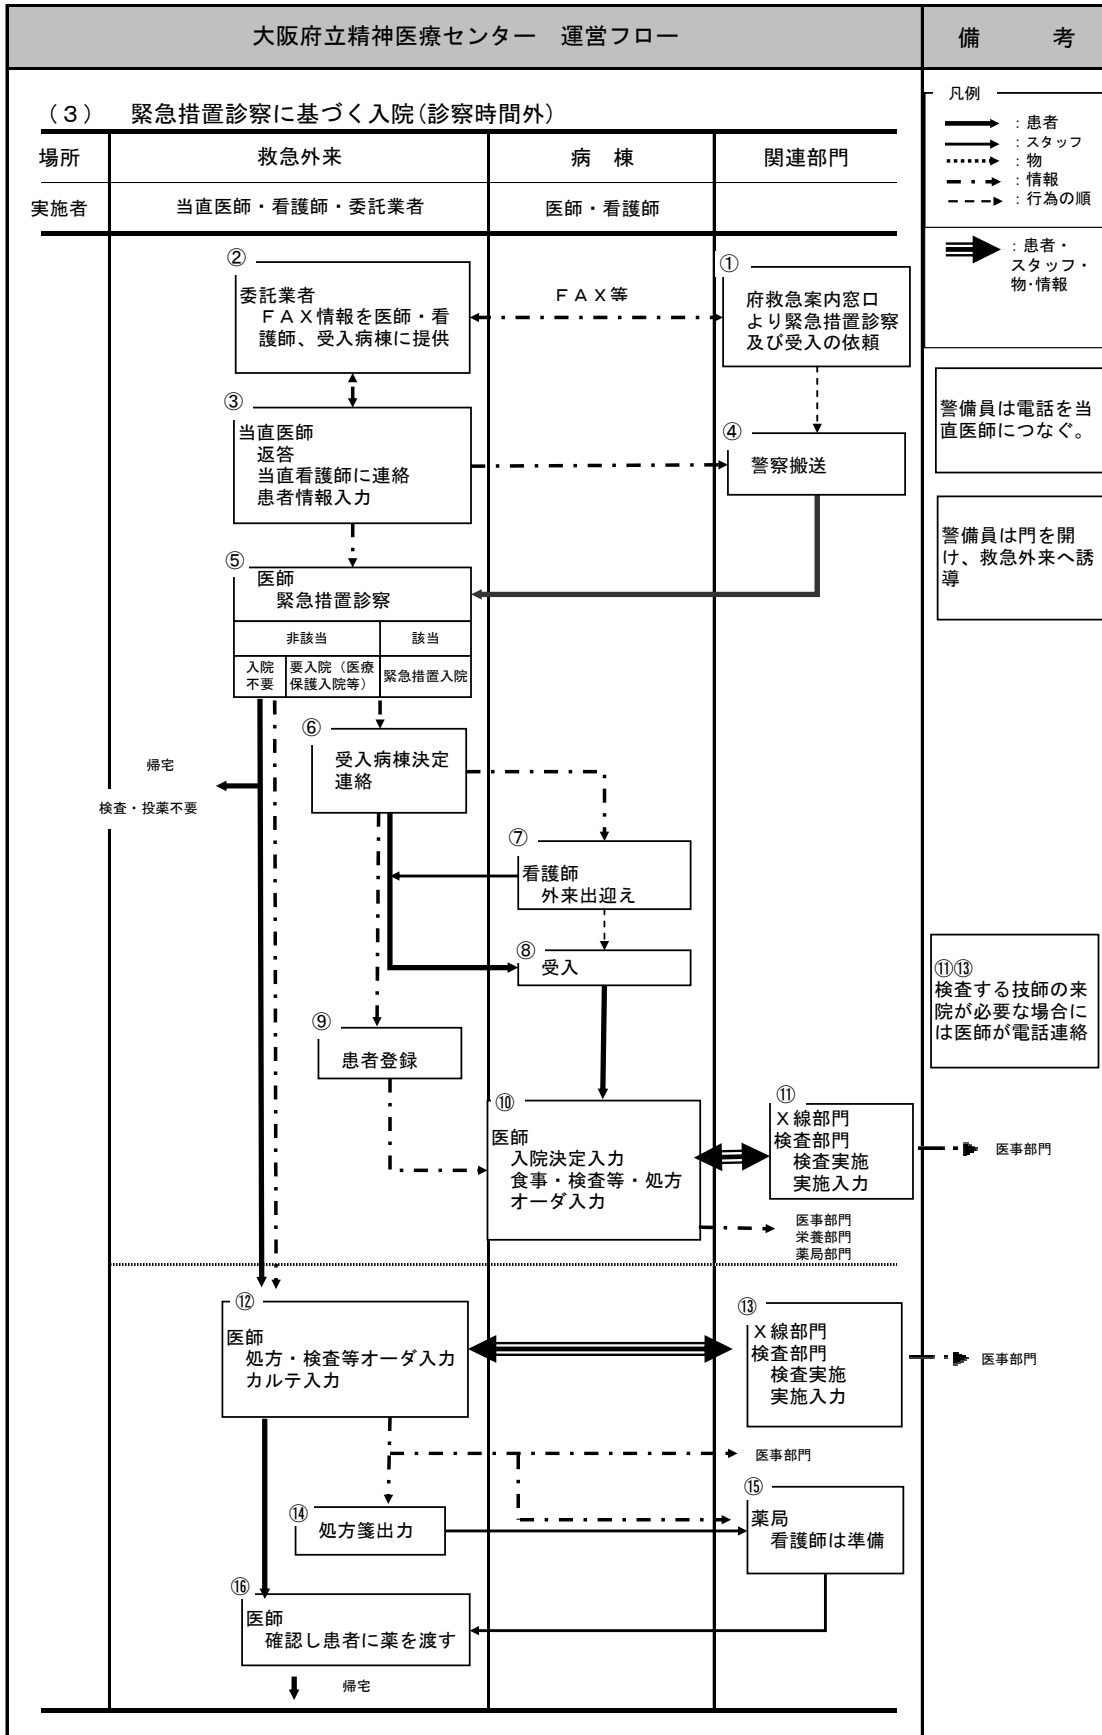 大阪府立精神医療センター　運営フロー
備　　　考
（３）　緊急措置診察に基づく入院(診察時間外)
場所
救急外来
病　棟
関連部門
実施者
当直医師・看護師・委託業者
医師・看護師
凡例
：患者
：スタッフ
：物
：情報
：行為の順
：患者・
スタッフ・
物･情報
②
委託業者
ＦＡＸ情報を医師・看
護師、受入病棟に提供
ＦＡＸ等
①
府救急案内窓口
より緊急措置診察
及び受入の依頼
③
当直医師
返答
当直看護師に連絡
患者情報入力
④
警察搬送
警備員は電話を当
直医師につなぐ。
警備員は門を開
け、救急外来へ誘
導
⑤
医師
緊急措置診察
非該当
該当
入院
不要
要入院（医療
保護入院等）
緊急措置入院
⑥
受入病棟決定
連絡
帰宅
検査・投薬不要
⑦
看護師
外来出迎え
⑧
受入
⑨
患者登録
⑪⑬
検査する技師の来
院が必要な場合に
は医師が電話連絡
⑩
医師
入院決定入力
食事・検査等・処方
オーダ入力
⑪
Ｘ線部門
検査部門
検査実施
実施入力
医事部門
医事部門
栄養部門
薬局部門
⑫
医師
処方・検査等オーダ入力
カルテ入力
⑬
Ｘ線部門
検査部門
検査実施
実施入力
医事部門
医事部門
⑭
処方箋出力
⑮
薬局
看護師は準備
⑯
医師
確認し患者に薬を渡す
帰宅